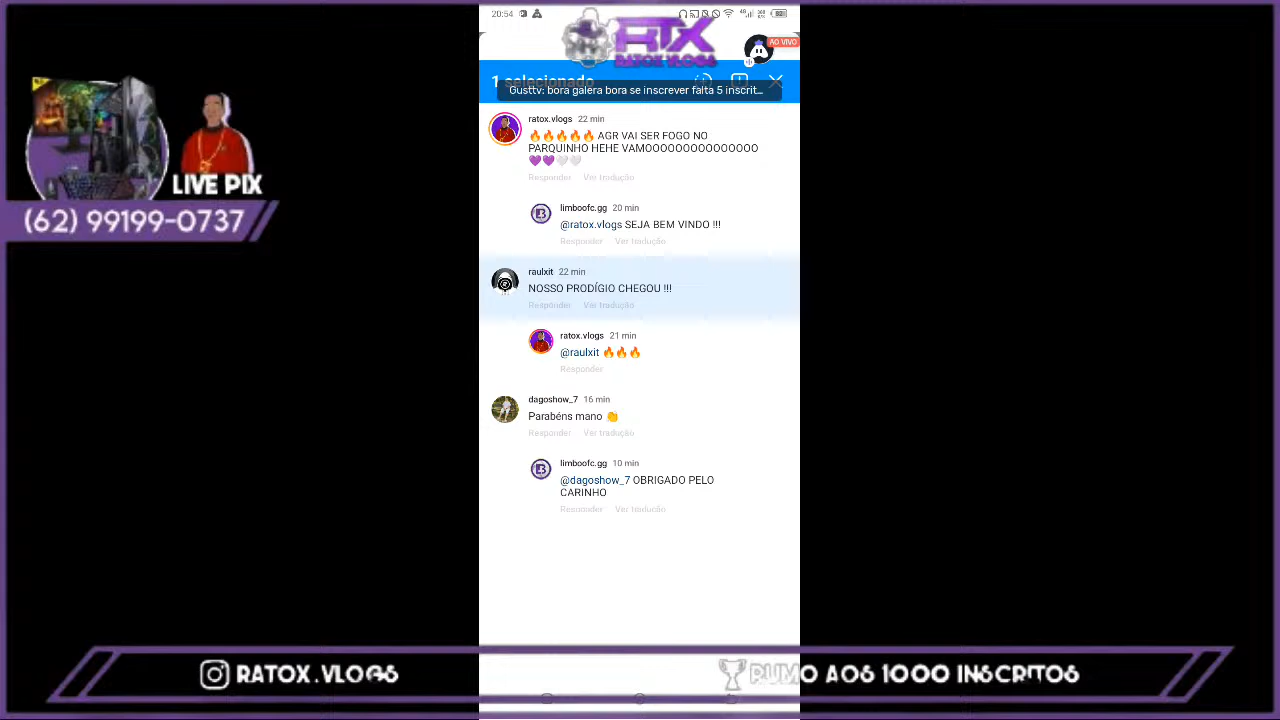 20:54
RTX
RATOX VLOGS
AO VIVO
1 selecionado
Gusttv: bora galera bora se inscrever falta 5 inscrit...
ratox.vlogs 22 min
🔥🔥🔥🔥🔥 AGR VAI SER FOGO NO
PARQUINHO HEHE VAMOOOOOOOOOOOOOOO
💜💜🤍🤍
Responder Ver tradução
limboofc.gg 20 min
@ratox.vlogs SEJA BEM VINDO !!!
Responder Ver tradução
raulxit 22 min
NOSSO PRODÍGIO CHEGOU !!!
Responder Ver tradução
ratox.vlogs 21 min
@raulxit 🔥🔥🔥
Responder
dagoshow_7 16 min
Parabéns mano 👏
Responder Ver tradução
limboofc.gg 10 min
@dagoshow_7 OBRIGADO PELO
CARINHO
Responder Ver tradução
LIVE PIX
(62) 99199-0737
RATOX.VLOGS
RUMO AOS 1000 INSCRITOS